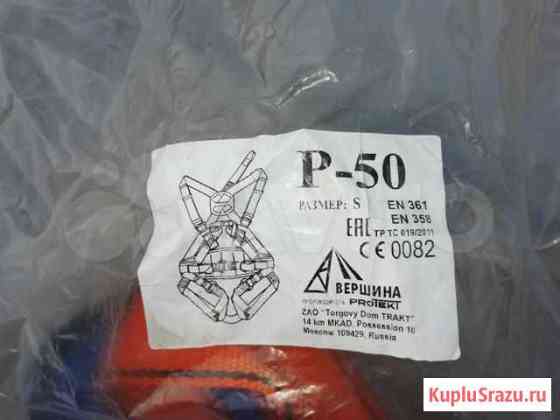 P-50
РАЗМЕР: S
EN 361
EN 358
EAC ТР ТС 019/2011
CE 0082
ВЕРШИНА
PROTEKT
ZAO "Torgovy Dom TRAKT"
14 km MKAD, Possession 10
Moscow 109429, Russia
KupluSrazu.ru